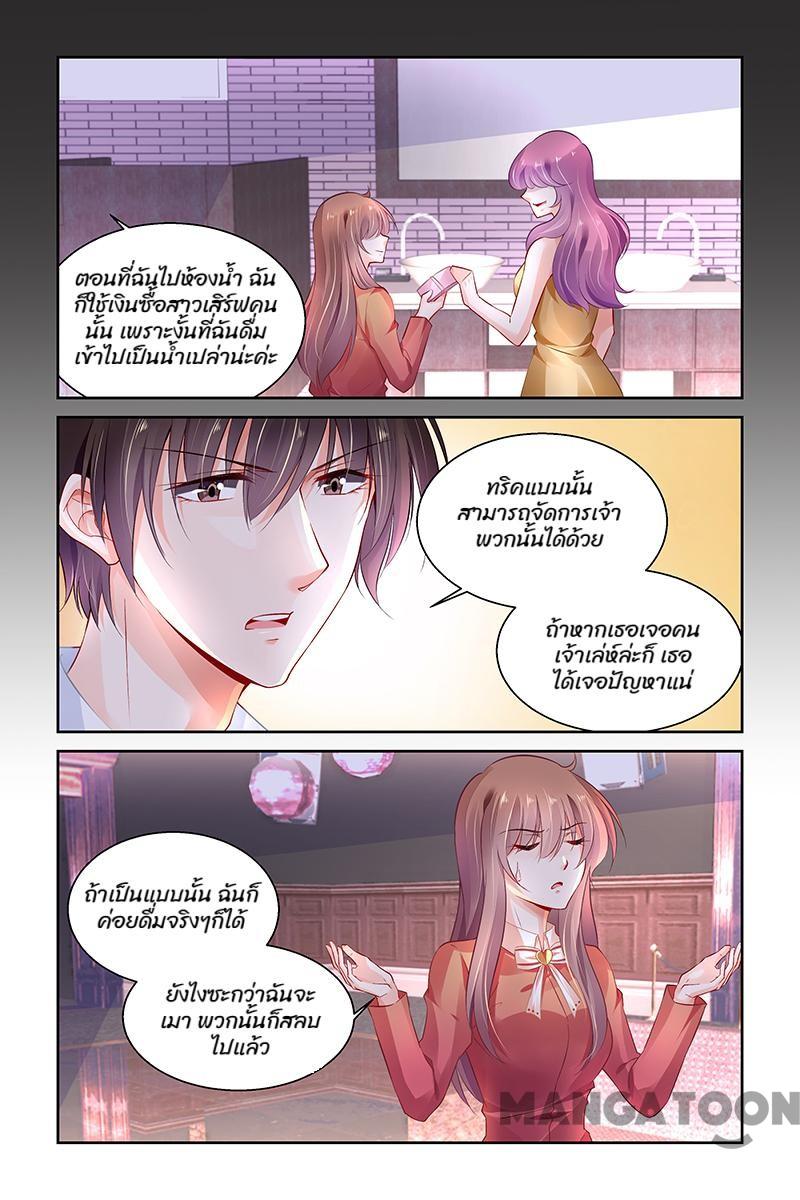 ตอนที่ฉันไปห้องน้ำ ฉัน
ก็ใช้เงินซื้อสาวเสิร์ฟคน
นั้น เพราะงั้นที่ฉันดื่ม
เข้าไปเป็นน้ำเปล่าน่ะค่ะ
ทริคแบบนั้น
สามารถจัดการเจ้า
พวกนั้นได้ด้วย
ถ้าหากเธอเจอคน
เจ้าเล่ห์ล่ะก็ เธอ
ได้เจอปัญหาแน่
ถ้าเป็นแบบนั้น ฉันก็
ค่อยดื่มจริงๆก็ได้
ยังไงซะกว่าฉันจะ
เมา พวกนั้นก็สลบ
ไปแล้ว
MANGATOON